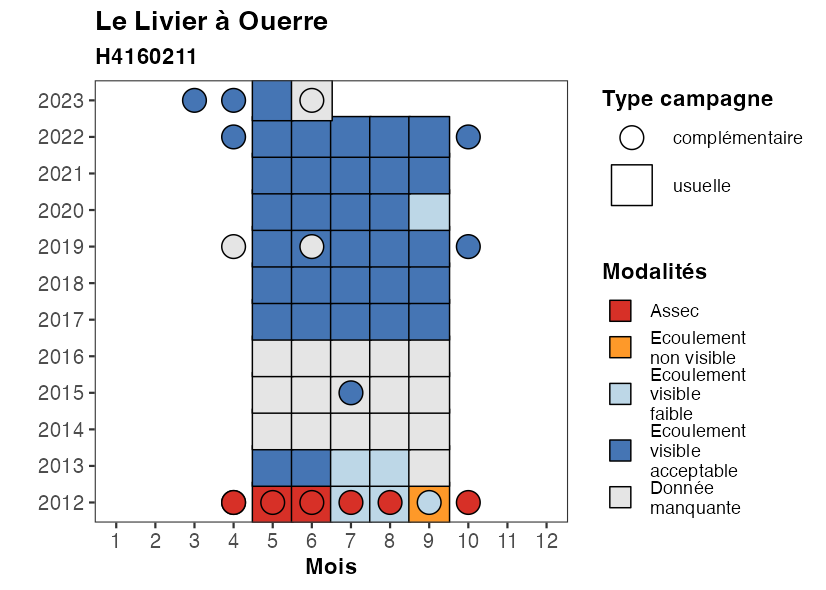 Le Livier à Ouerre
H4160211
2023
2022
2021
2020
2019
2018
2017
2016
2015
2014
2013
2012
1 2 3 4 5 6 7 8 9 10 11 12
Mois
Type campagne
complémentaire
usuelle
Modalités
Assec
Ecoulement
non visible
Ecoulement
visible
faible
Ecoulement
visible
acceptable
Donnée
manquante